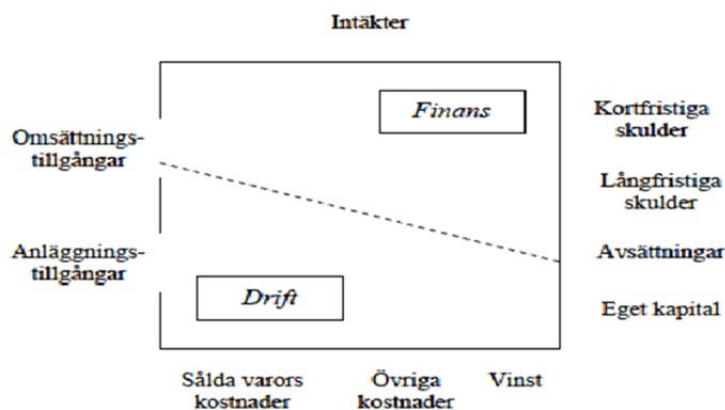 Intäkter
Finans
Kortfristiga
skulder
Omsättnings-
tillgångar
Långfristiga
skulder
Anläggnings-
tillgångar
Avsättningar
Drift
Eget kapital
Sålda varors
kostnader
Övriga
kostnader
Vinst